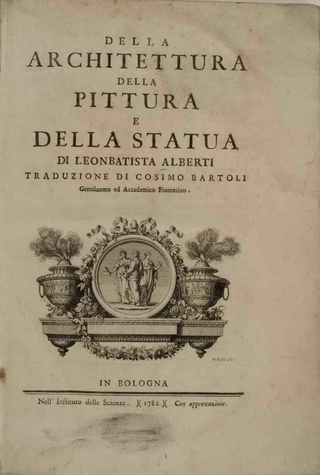 DELLA
ARCHITETTURA
DELLA
PITTURA
E
DELLA STATUA
DI LEONBATISTA ALBERTI
TRADUZIONE DI COSIMO BARTOLI
Gentiluomo ed Accademico Fiorentino.
IN BOLOGNA
Nell' Instituto delle Scienze. )( 1782. )( Con approvazione.